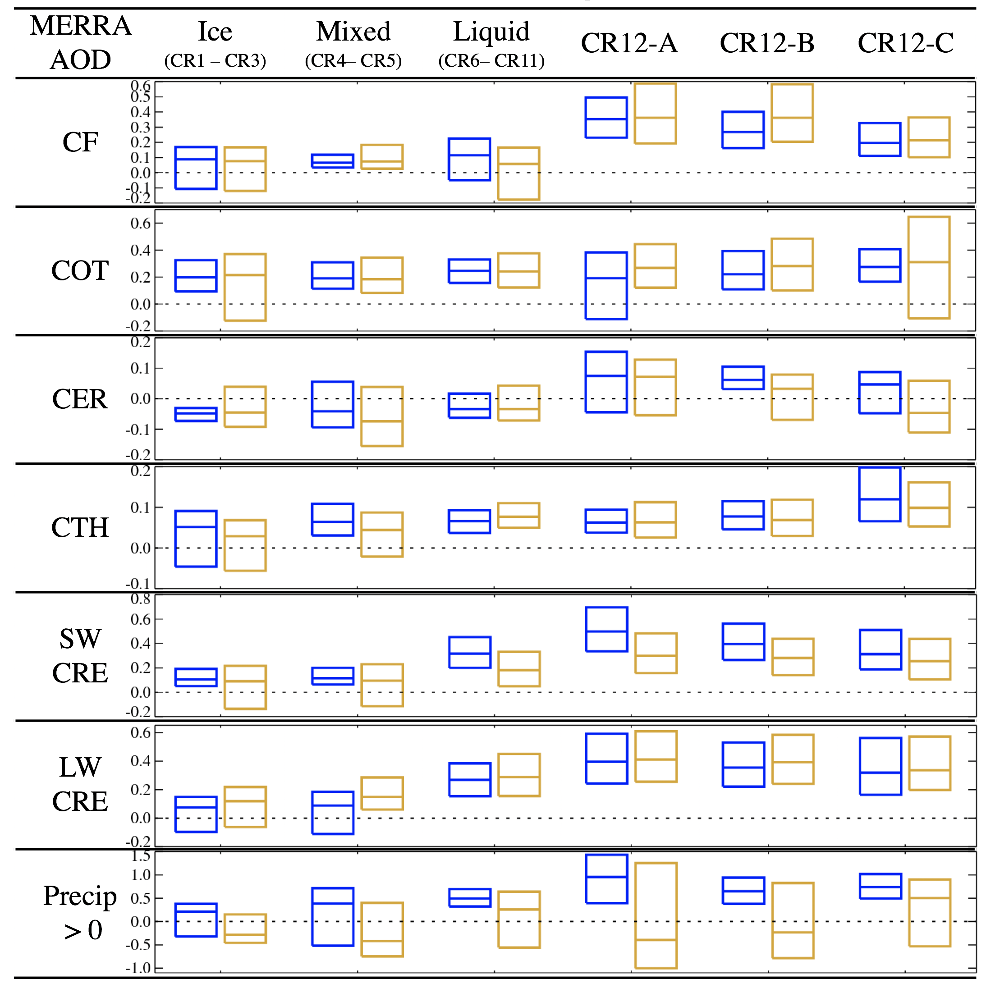 MERRA AOD
Ice (CR1 – CR3)
Mixed (CR4– CR5)
Liquid (CR6– CR11)
CR12-A
CR12-B
CR12-C
CF
0.6
0.5
0.4
0.3
0.2
0.1
0.0
-0.1
-0.2
COT
0.6
0.4
0.2
0.0
-0.2
CER
0.2
0.1
0.0
-0.1
-0.2
CTH
0.2
0.1
0.0
-0.1
SW CRE
0.8
0.6
0.4
0.2
0.0
-0.2
LW CRE
0.6
0.4
0.2
0.0
-0.2
Precip > 0
1.5
1.0
0.5
0.0
-0.5
-1.0